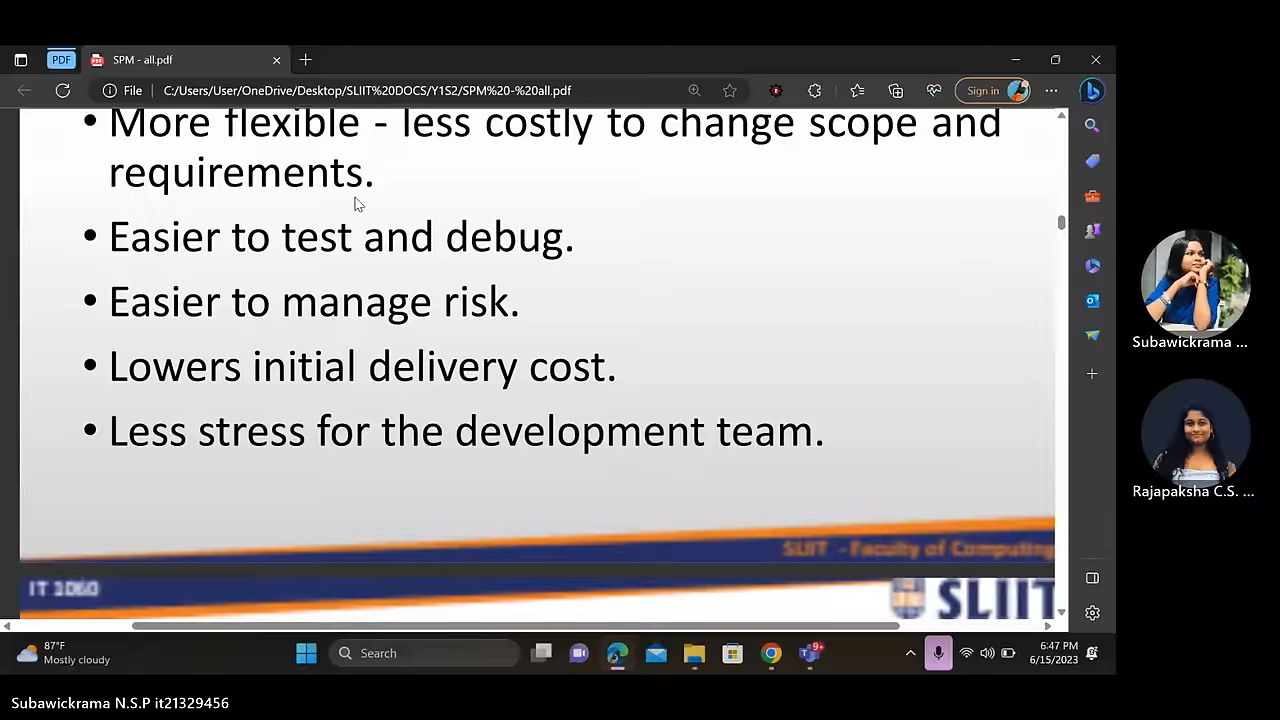 PDF
SPM - all.pdf
File
C:/Users/User/OneDrive/Desktop/SLIIT%20DOCS/Y1S2/SPM%20-%20all.pdf
Sign in
• More flexible - less costly to change scope and
requirements.
• Easier to test and debug.
• Easier to manage risk.
• Lowers initial delivery cost.
• Less stress for the development team.
SLIIT - Faculty of Computing
IT 1060
SLIIT
Subawickrama ...
Rajapaksha C.S. ...
87°F
Mostly cloudy
Search
9+
6:47 PM
6/15/2023
Subawickrama N.S.P it21329456